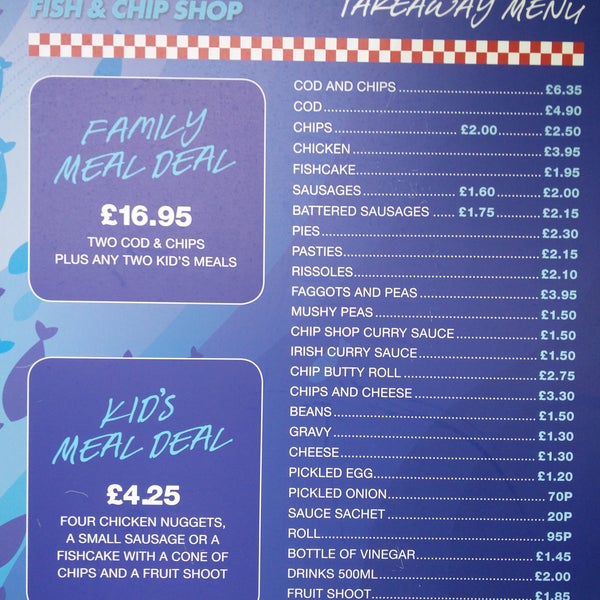 FISH & CHIP SHOP
TAKEAWAY MENU
FAMILY
MEAL DEAL
£16.95
TWO COD & CHIPS
PLUS ANY TWO KID'S MEALS
KID'S
MEAL DEAL
£4.25
FOUR CHICKEN NUGGETS,
A SMALL SAUSAGE OR A
FISHCAKE WITH A CONE OF
CHIPS AND A FRUIT SHOOT
COD AND CHIPS £6.35
COD £4.90
CHIPS £2.00 £2.50
CHICKEN £3.95
FISHCAKE £1.95
SAUSAGES £1.60 £2.00
BATTERED SAUSAGES £1.75 £2.15
PIES £2.30
PASTIES £2.15
RISSOLES £2.10
FAGGOTS AND PEAS £3.95
MUSHY PEAS £1.50
CHIP SHOP CURRY SAUCE £1.50
IRISH CURRY SAUCE £1.50
CHIP BUTTY ROLL £2.75
CHIPS AND CHEESE £3.30
BEANS £1.50
GRAVY £1.30
CHEESE £1.30
PICKLED EGG £1.20
PICKLED ONION 70P
SAUCE SACHET 20P
ROLL 95P
BOTTLE OF VINEGAR £1.45
DRINKS 500ML £2.00
FRUIT SHOOT £1.85